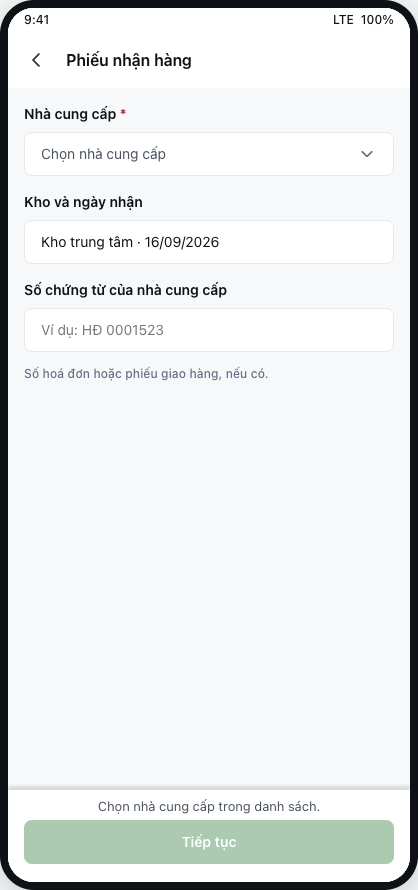 9:41 LTE 100%
Phiếu nhận hàng
Nhà cung cấp *
Chọn nhà cung cấp
Kho và ngày nhận
Kho trung tâm · 16/09/2026
Số chứng từ của nhà cung cấp
Ví dụ: HĐ 0001523
Số hoá đơn hoặc phiếu giao hàng, nếu có.
Chọn nhà cung cấp trong danh sách.
Tiếp tục